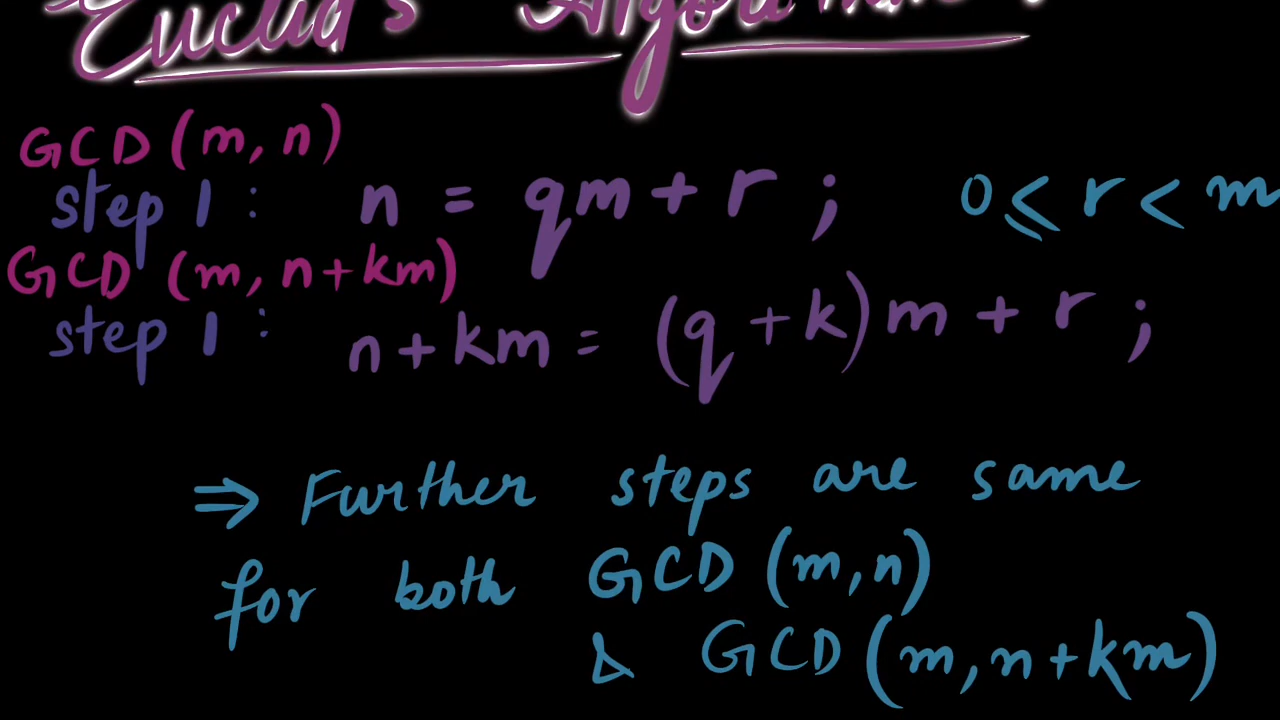 Euclid's Algorithm
GCD (m, n)
step 1 : n = qm + r ; 0 ≤ r < m
GCD (m, n+km)
step 1 : n + km = (q + k) m + r ;
⇒ Further steps are same
for both GCD (m, n)
& GCD (m, n + km)